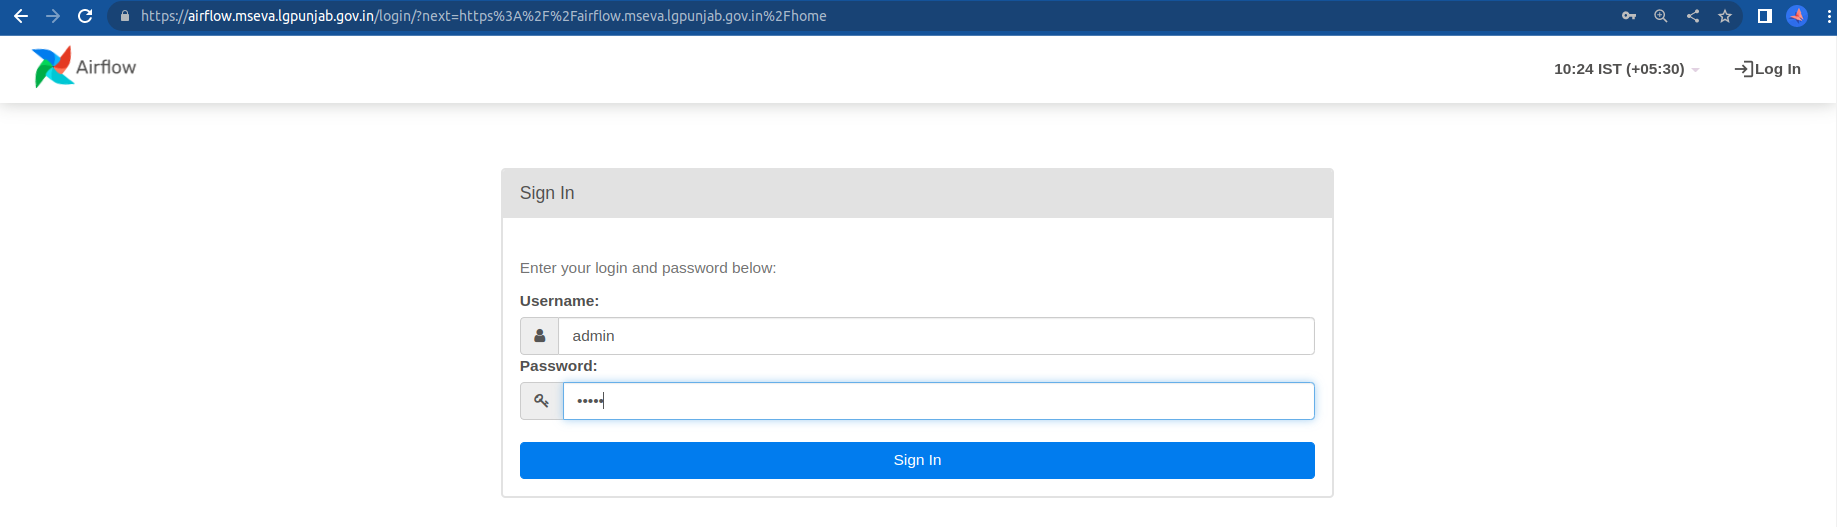 https://airflow.mseva.lgpunjab.gov.in/login/?next=https%3A%2F%2Fairflow.mseva.lgpunjab.gov.in%2Fhome
Airflow
10:24 IST (+05:30)
Log In
Sign In
Enter your login and password below:
Username:
admin
Password:
•••••
Sign In